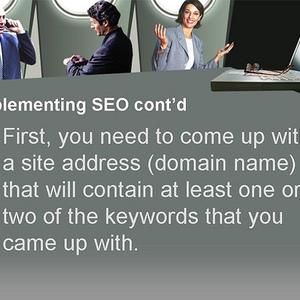 plementing SEO cont'd
First, you need to come up wit
a site address (domain name)
that will contain at least one or
two of the keywords that you
came up with.